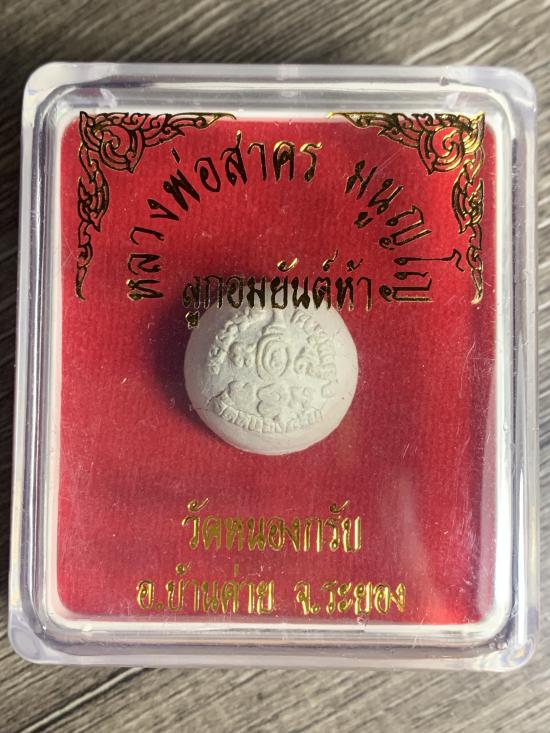 หลวงพ่อสาคร มนุญโญ
ลูกอมยันต์ห้า
วัดหนองกรับ
อ.บ้านค่าย จ.ระยอง